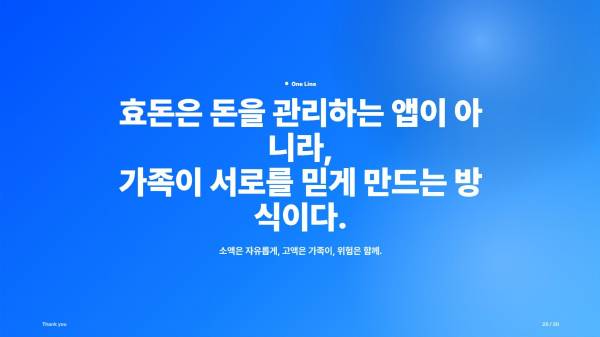 One Line
효돈은 돈을 관리하는 앱이 아
니라,
가족이 서로를 믿게 만드는 방
식이다.
소액은 자유롭게, 고액은 가족이, 위험은 함께.
Thank you
20 / 20